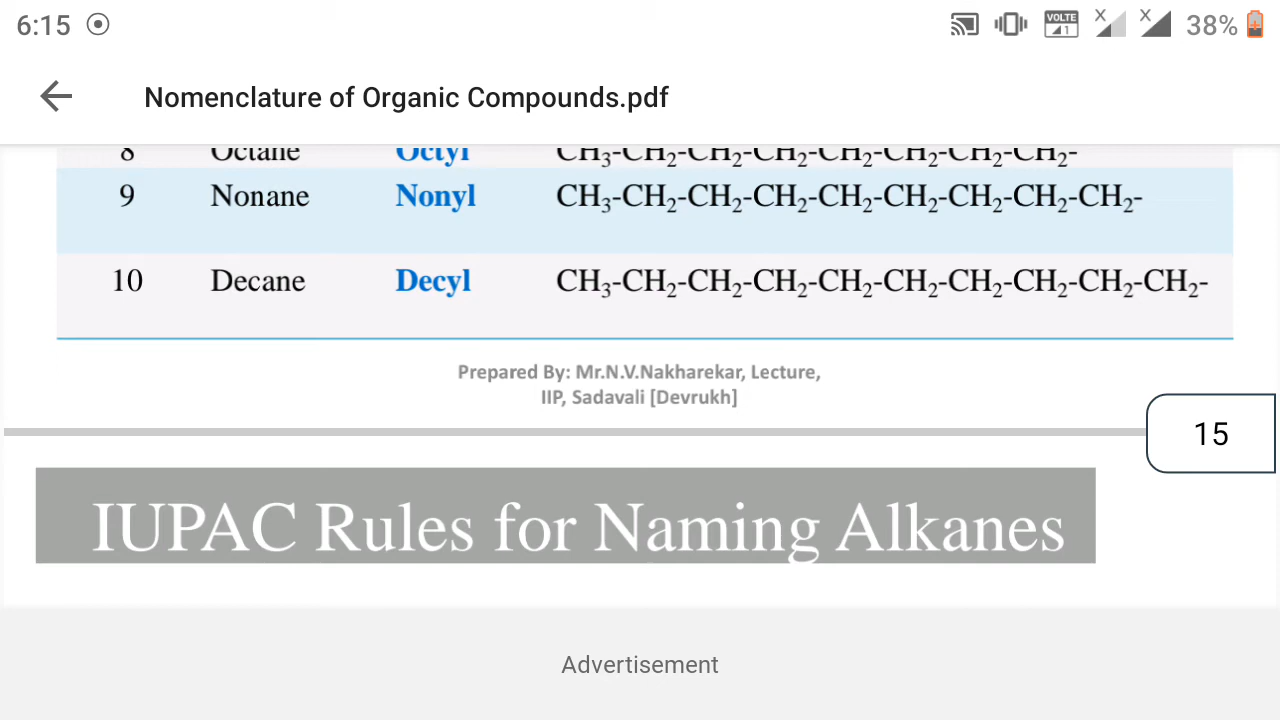 6:15 VOLTE 1 X X 38%
Nomenclature of Organic Compounds.pdf
8 Octane Octyl CH3-CH2-CH2-CH2-CH2-CH2-CH2-CH2-
9 Nonane Nonyl CH3-CH2-CH2-CH2-CH2-CH2-CH2-CH2-CH2-
10 Decane Decyl CH3-CH2-CH2-CH2-CH2-CH2-CH2-CH2-CH2-CH2-
Prepared By: Mr.N.V.Nakharekar, Lecture,
IIP, Sadavali [Devrukh]
15
IUPAC Rules for Naming Alkanes
Advertisement